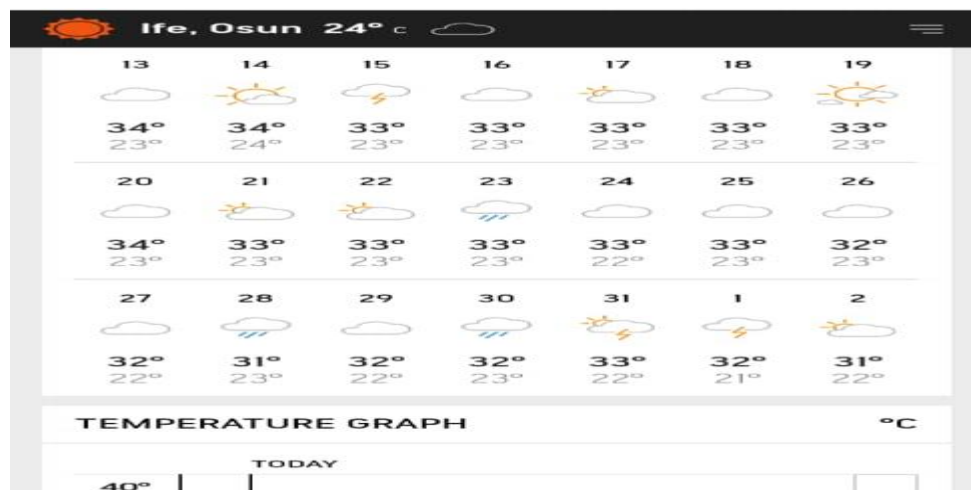 Ife, Osun 24° c
13 14 15 16 17 18 19
34° 34° 33° 33° 33° 33° 33°
23° 24° 23° 23° 23° 23° 23°
20 21 22 23 24 25 26
34° 33° 33° 33° 33° 33° 32°
23° 23° 23° 23° 22° 23° 23°
27 28 29 30 31 1 2
32° 31° 32° 32° 33° 32° 31°
22° 23° 22° 23° 22° 21° 22°
TEMPERATURE GRAPH °C
TODAY
40°